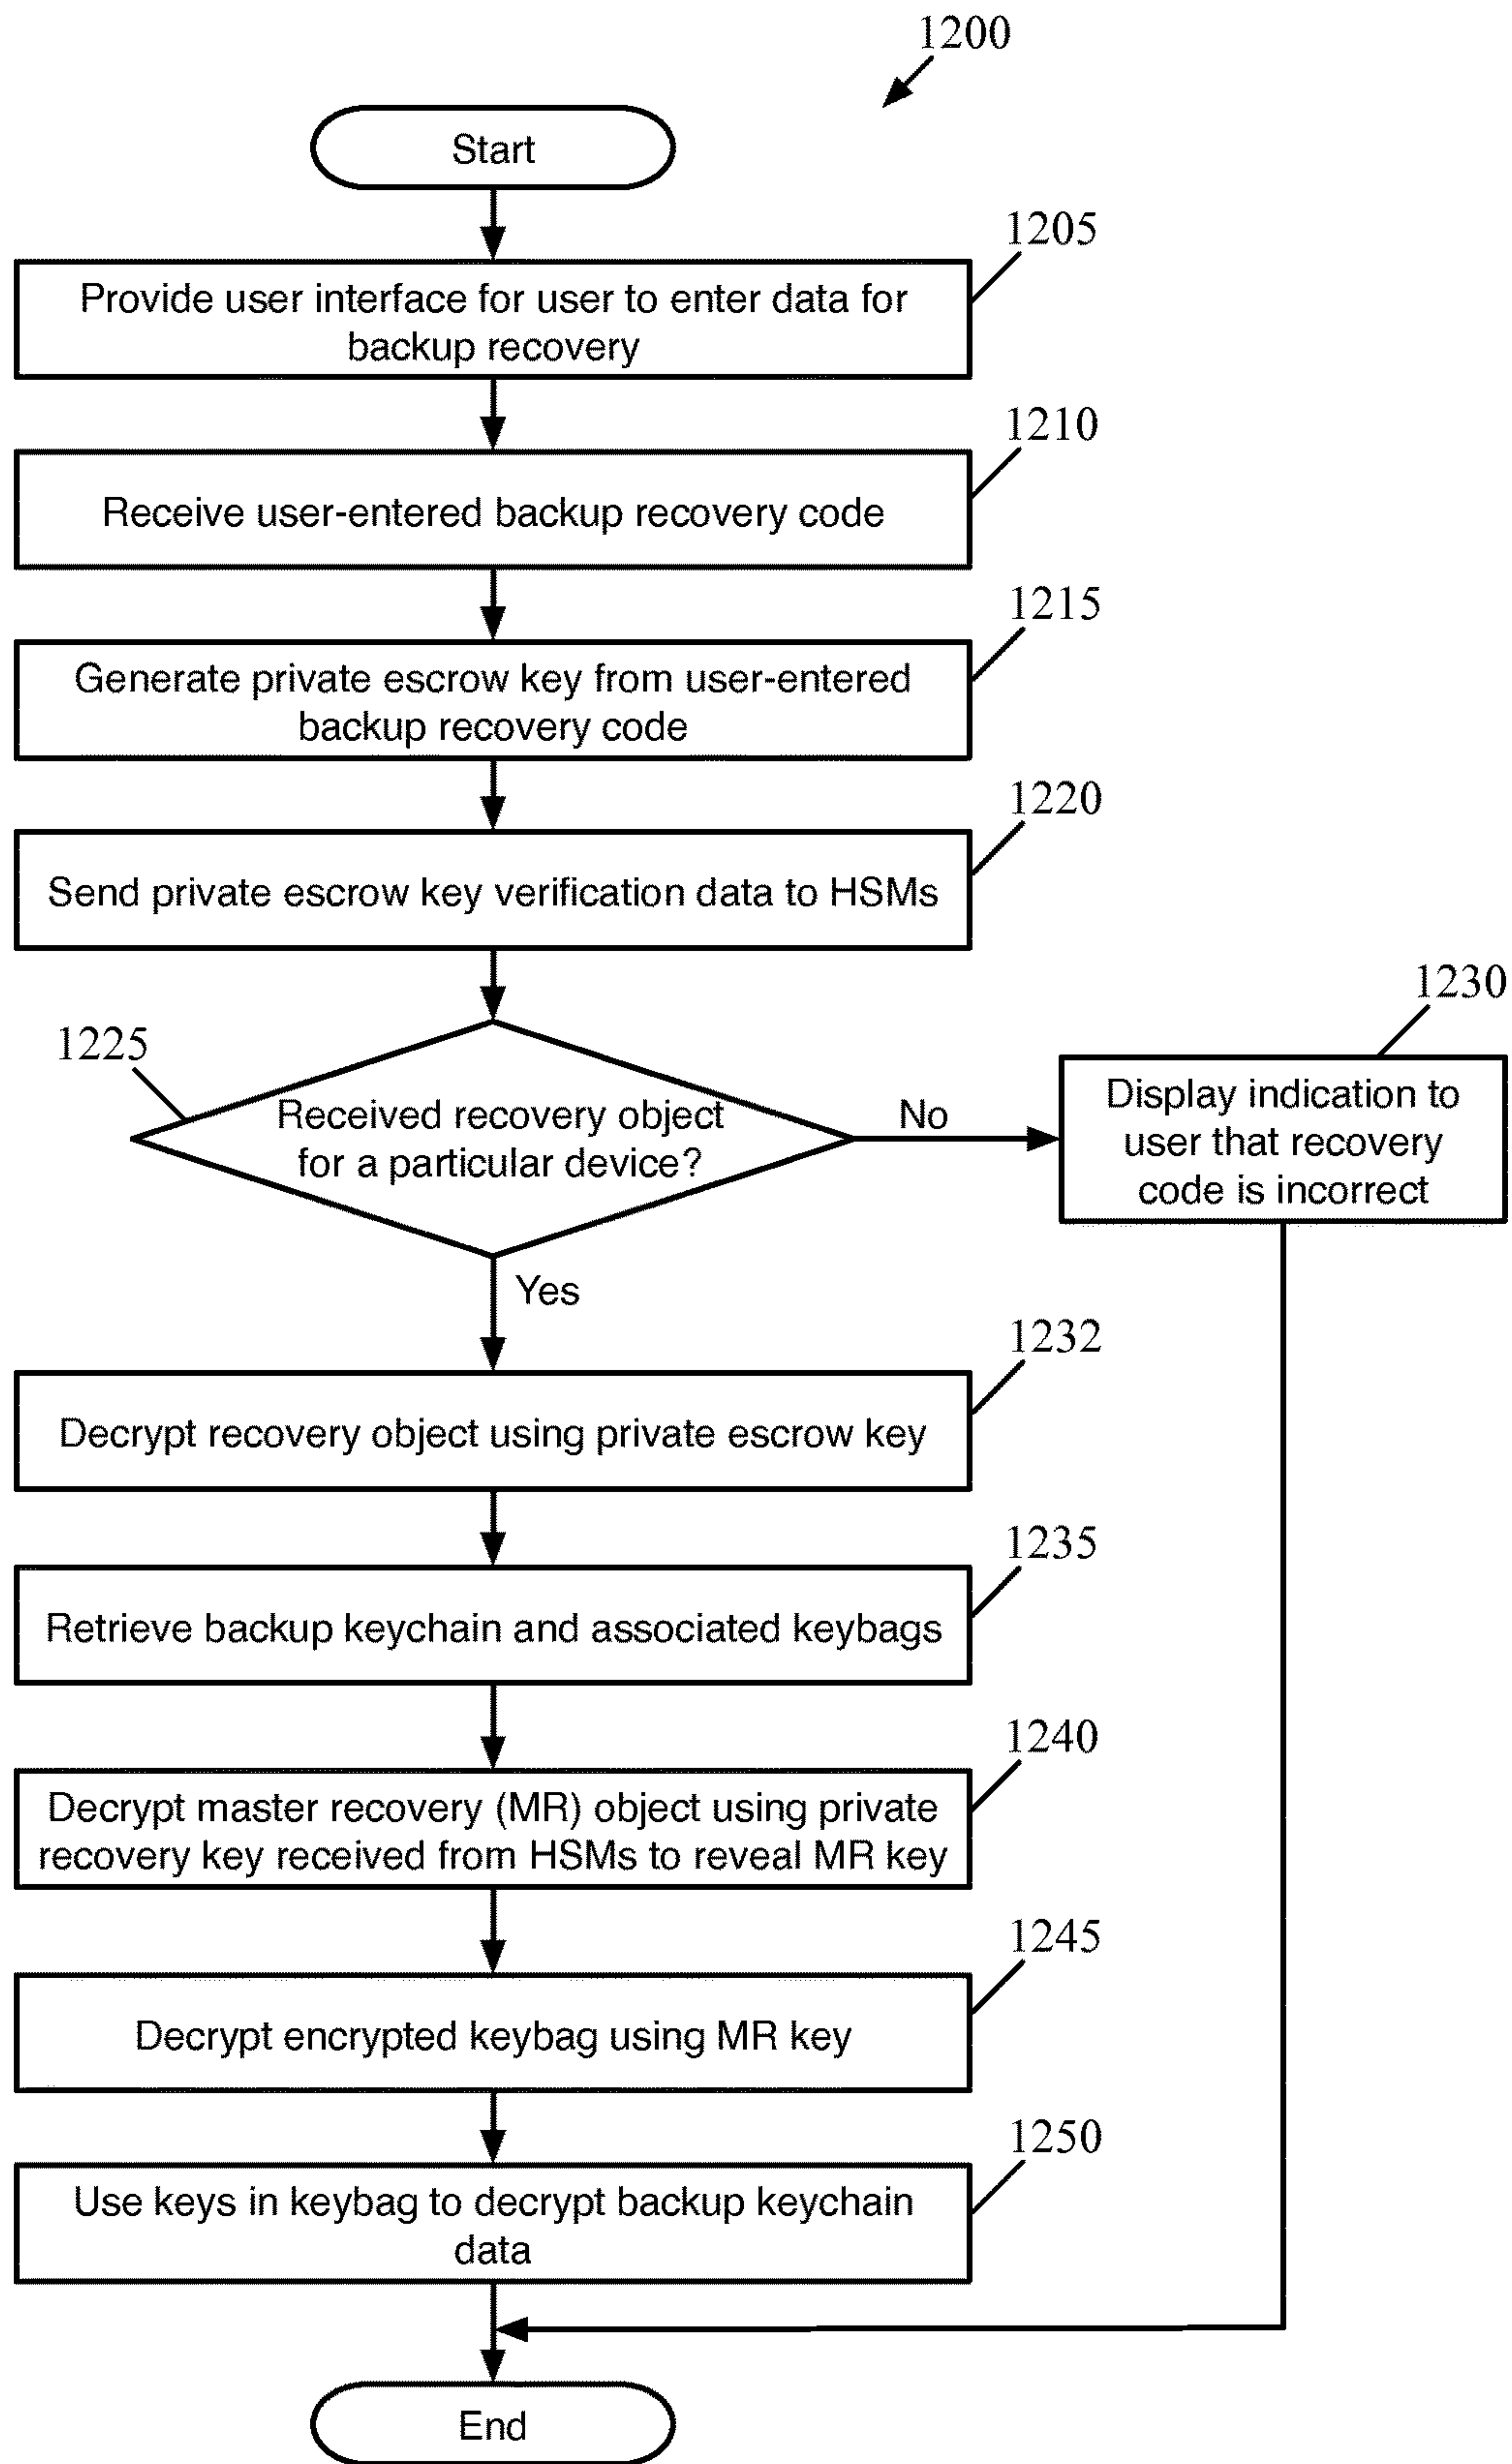 1200
Start
1205
Provide user interface for user to enter data for
backup recovery
1210
Receive user-entered backup recovery code
1215
Generate private escrow key from user-entered
backup recovery code
1220
Send private escrow key verification data to HSMs
1225
Received recovery object
for a particular device?
No
1230
Display indication to
user that recovery
code is incorrect
Yes
1232
Decrypt recovery object using private escrow key
1235
Retrieve backup keychain and associated keybags
1240
Decrypt master recovery (MR) object using private
recovery key received from HSMs to reveal MR key
1245
Decrypt encrypted keybag using MR key
1250
Use keys in keybag to decrypt backup keychain
data
End